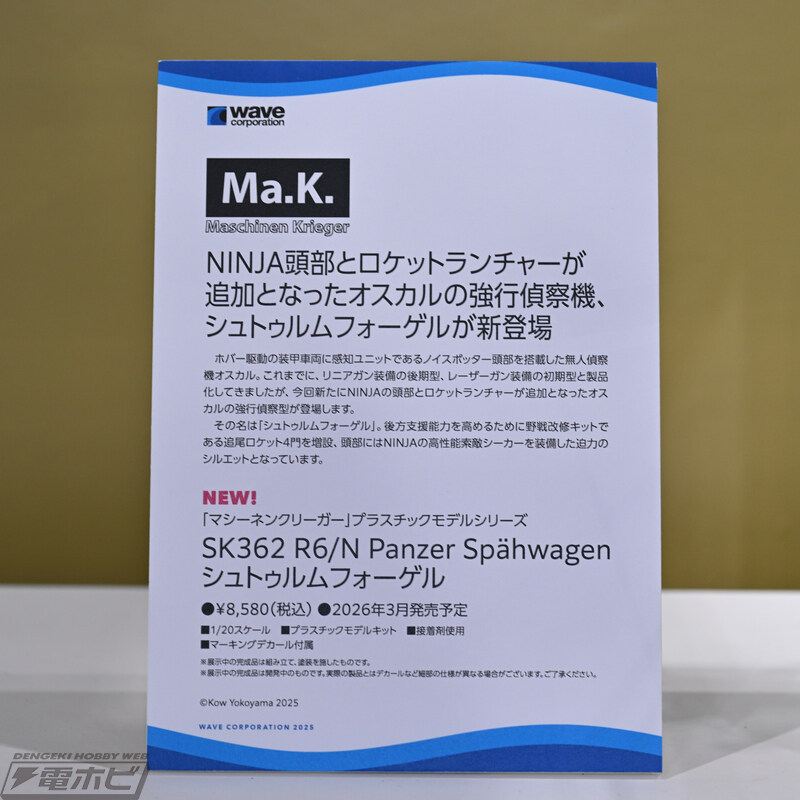 wave
corporation
Ma.K.
Maschinen Krieger
NINJA頭部とロケットランチャーが
追加となったオスカルの強行偵察機、
シュトゥルムフォーゲルが新登場
ホバー駆動の装甲車両に感知ユニットであるノイスポッター頭部を搭載した無人偵察
機オスカル。これまでに、リニアガン装備の後期型、レーザーガン装備の初期型と製品
化してきましたが、今回新たにNINJAの頭部とロケットランチャーが追加となったオス
カルの強行偵察型が登場します。
その名は「シュトゥルムフォーゲル」。後方支援能力を高めるために野戦改修キットで
ある追尾ロケット4門を増設、頭部にはNINJAの高性能索敵シーカーを装備した迫力の
シルエットとなっています。
NEW!
「マシーネンクリーガー」プラスチックモデルシリーズ
SK362 R6/N Panzer Spähwagen
シュトゥルムフォーゲル
●¥8,580(税込) ●2026年3月発売予定
■1/20スケール ■プラスチックモデルキット ■接着剤使用
■マーキングデカール付属
※展示中の完成品は組み立て、塗装を施したものです。
※展示中の完成品は開発中のものです。実際の製品とはデカールなど細部の仕様が異なる場合がございます。ご了承ください。
©Kow Yokoyama 2025
WAVE CORPORATION 2025
DENGEKI HOBBY WEB
電ホビ